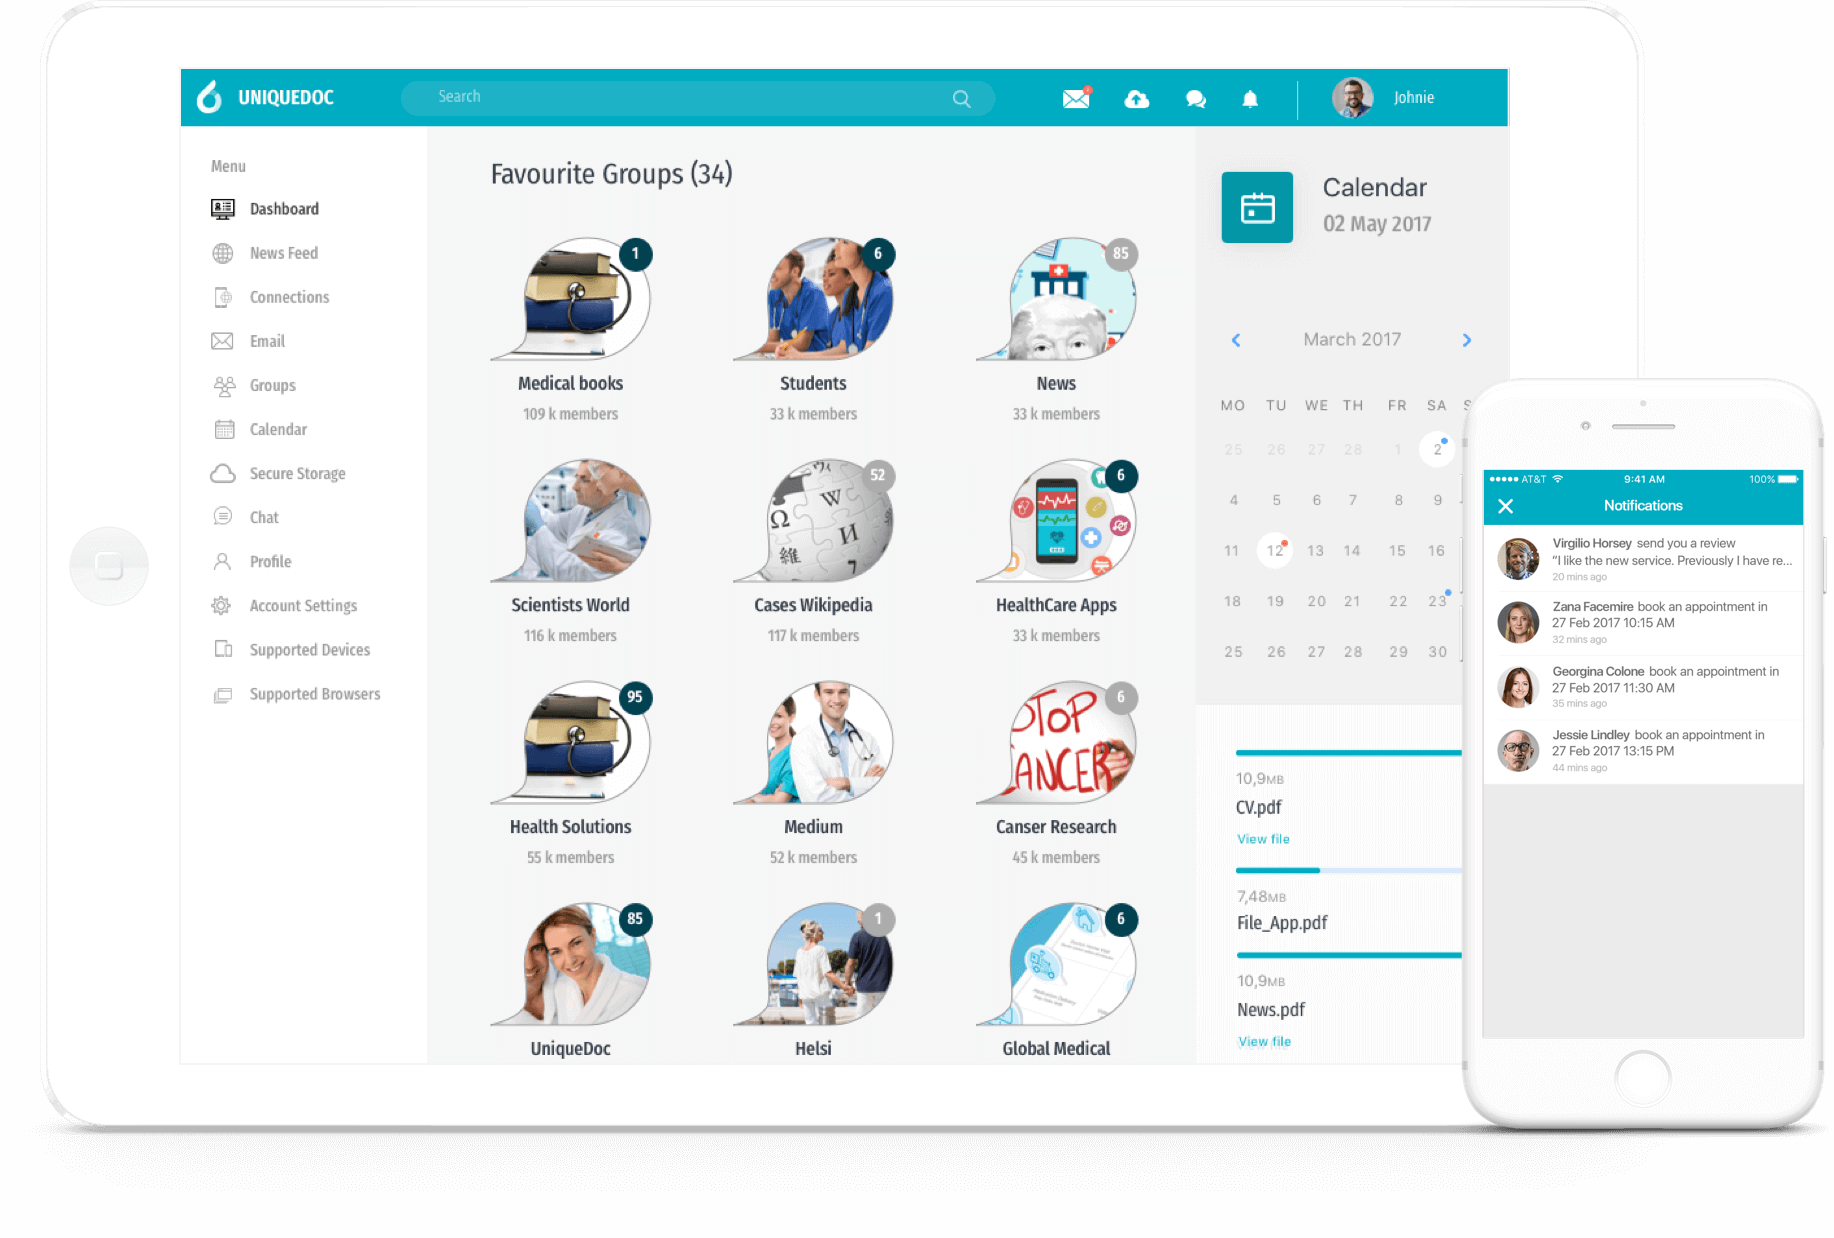 UNIQUEDOC
Search
Johnie
Menu
Dashboard
News Feed
Connections
Email
Groups
Calendar
Secure Storage
Chat
Profile
Account Settings
Supported Devices
Supported Browsers
Favourite Groups (34)
1
6
85
Medical books
Students
News
109 k members
33 k members
33 k members
Ω
W
И
維
7
52
6
Scientists World
Cases Wikipedia
HealthCare Apps
116 k members
117 k members
33 k members
95
6
STOP
CANCER
Health Solutions
Medium
Canser Research
55 k members
52 k members
45 k members
85
1
6
UniqueDoc
Helsi
Global Medical
Calendar
02 May 2017
March 2017
MO TU WE TH FR SA S
25 26 27 28 1 2
4 5 6 7 8 9
11 12 13 14 15 16
18 19 20 21 22 23
25 26 27 28 29 30
10,9MB
CV.pdf
View file
7,48MB
File_App.pdf
10,9MB
News.pdf
View file
AT&T 9:41 AM 100%
Notifications
Virgilio Horsey send you a review
“I like the new service. Previously I have re...
20 mins ago
Zana Facemire book an appointment in
27 Feb 2017 10:15 AM
32 mins ago
Georgina Colone book an appointment in
27 Feb 2017 11:30 AM
35 mins ago
Jessie Lindley book an appointment in
27 Feb 2017 13:15 PM
44 mins ago